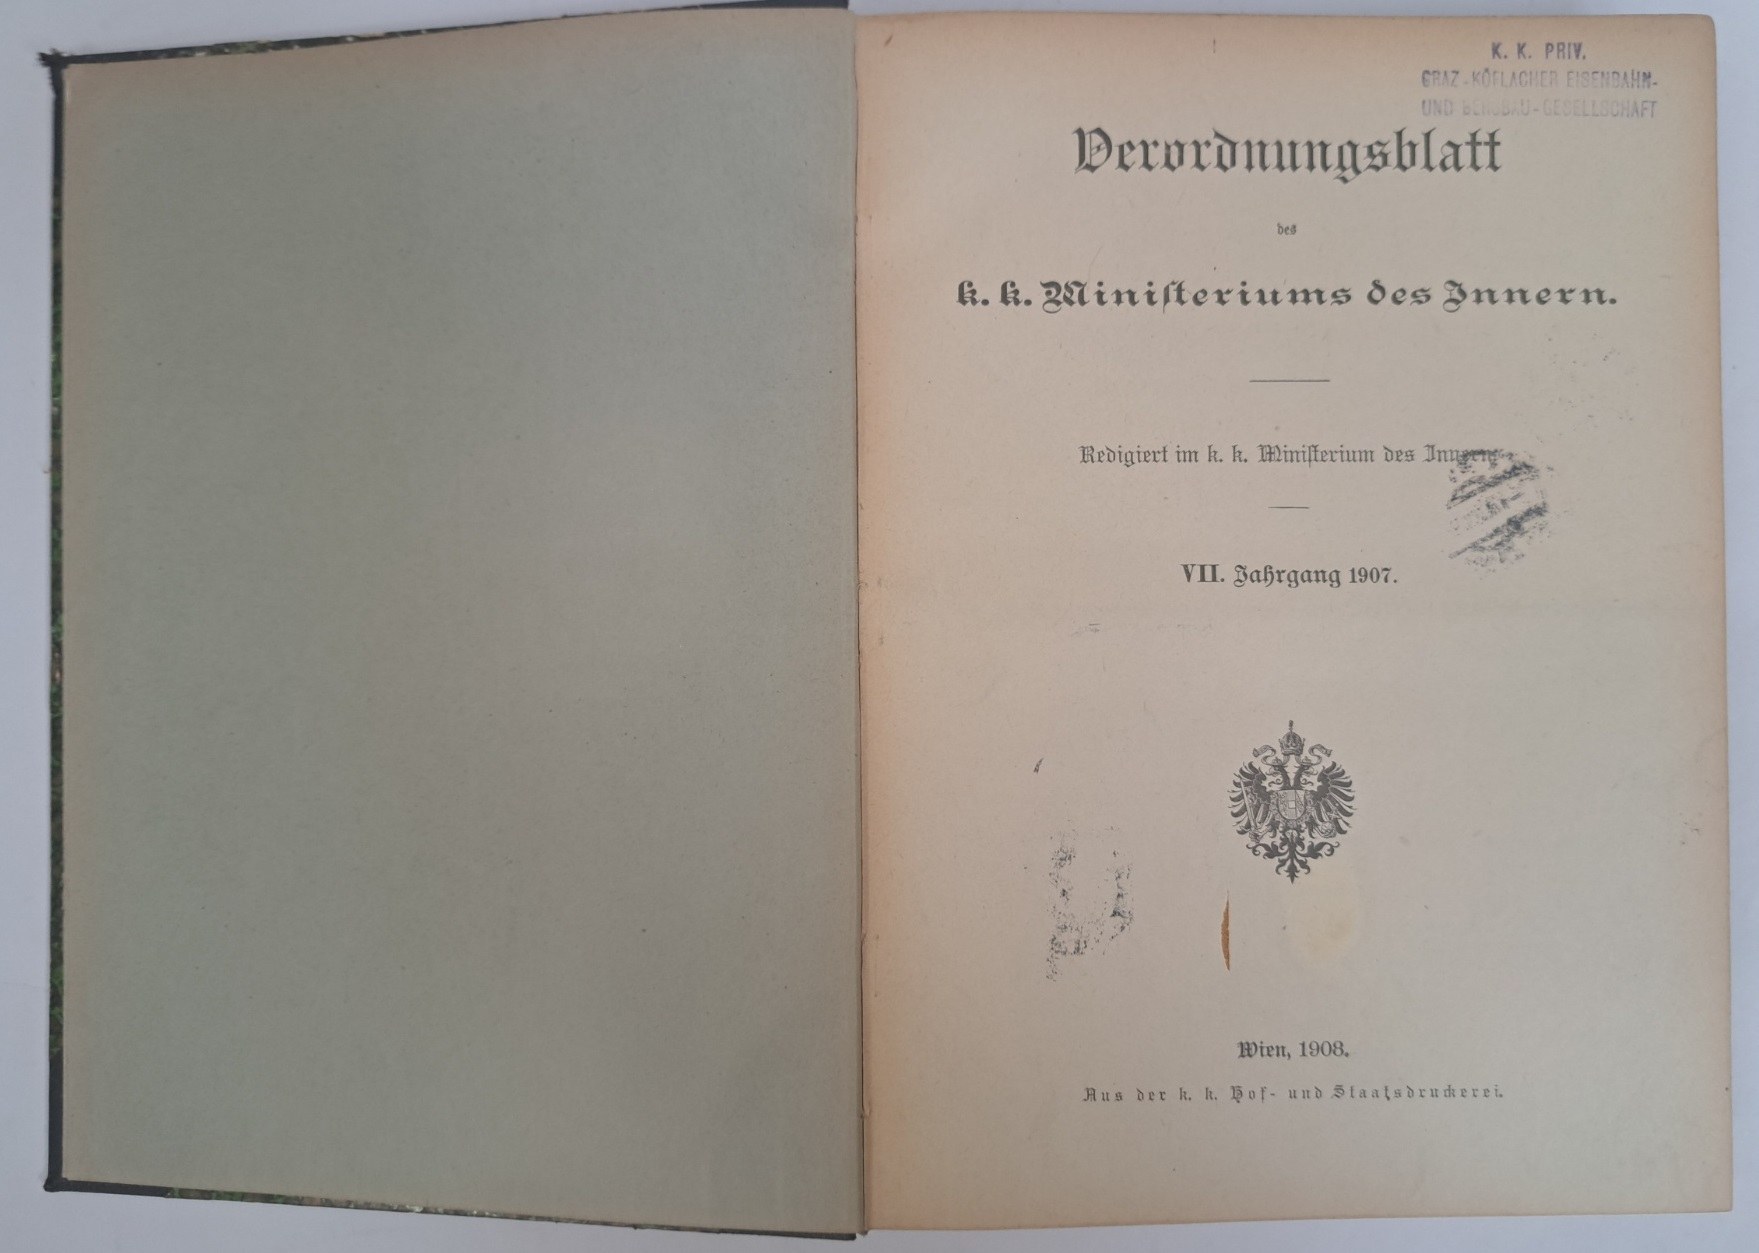 K. K. PRIV.
GRAZ-KÖFLACHER EISENBAHN-
UND BERGBAU-GESELLSCHAFT
Verordnungsblatt
des
k. k. Ministeriums des Innern.
Redigiert im k. k. Ministerium des Innern.
VII. Jahrgang 1907.
Wien, 1908.
Aus der k. k. Hof- und Staatsdruckerei.